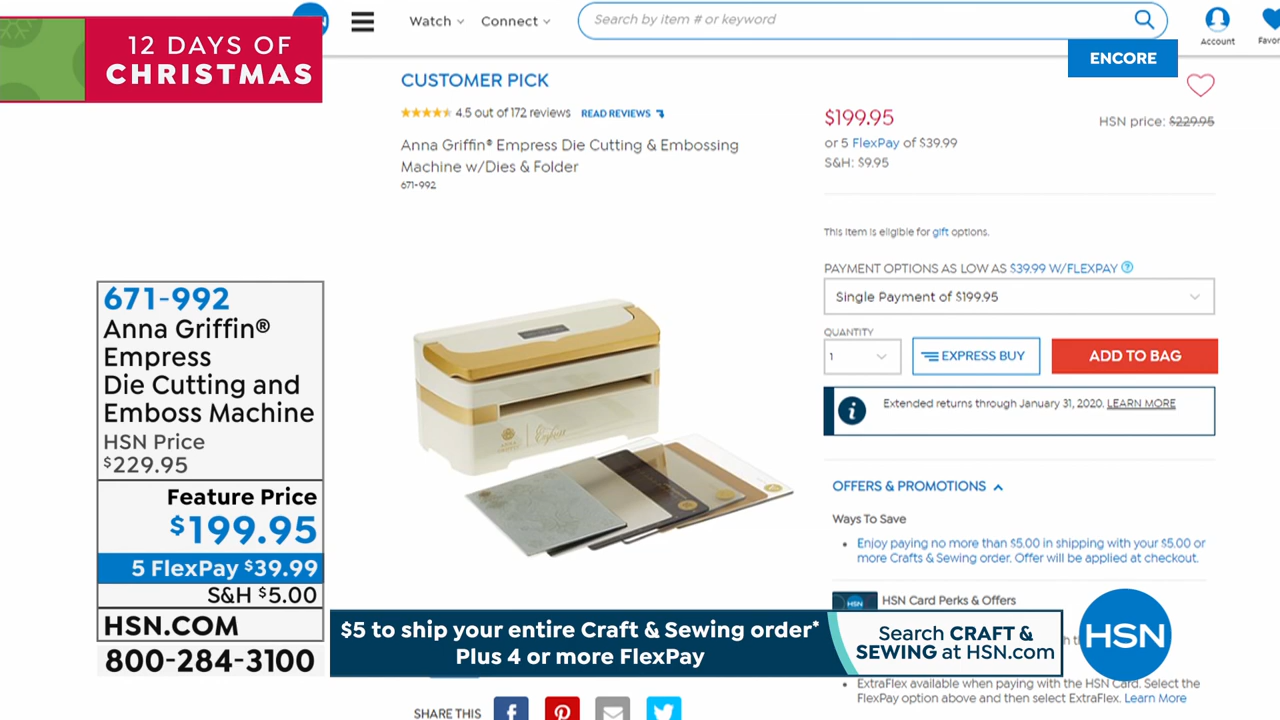 12 DAYS OF
CHRISTMAS
HSN
Watch
Connect
Search by item # or keyword
Account
ENCORE
CUSTOMER PICK
4.5 out of 172 reviews READ REVIEWS
Anna Griffin® Empress Die Cutting & Embossing
Machine w/Dies & Folder
671-992
$199.95
HSN price: $229.95
or 5 FlexPay of $39.99
S&H: $9.95
This item is eligible for gift options.
PAYMENT OPTIONS AS LOW AS $39.99 W/FLEXPAY ?
Single Payment of $199.95
QUANTITY
1
EXPRESS BUY
ADD TO BAG
i
Extended returns through January 31, 2020. LEARN MORE
OFFERS & PROMOTIONS
Ways To Save
• Enjoy paying no more than $5.00 in shipping with your $5.00 or
more Crafts & Sewing order. Offer will be applied at checkout.
HSN
HSN Card Perks & Offers
• ExtraFlex available when paying with the HSN Card. Select the
FlexPay option above and then select ExtraFlex. Learn More
SHARE THIS
671-992
Anna Griffin®
Empress
Die Cutting and
Emboss Machine
HSN Price
$229.95
Feature Price
$199.95
5 FlexPay $39.99
S&H $5.00
HSN.COM
800-284-3100
$5 to ship your entire Craft & Sewing order*
Plus 4 or more FlexPay
Search CRAFT &
SEWING at HSN.com
HSN